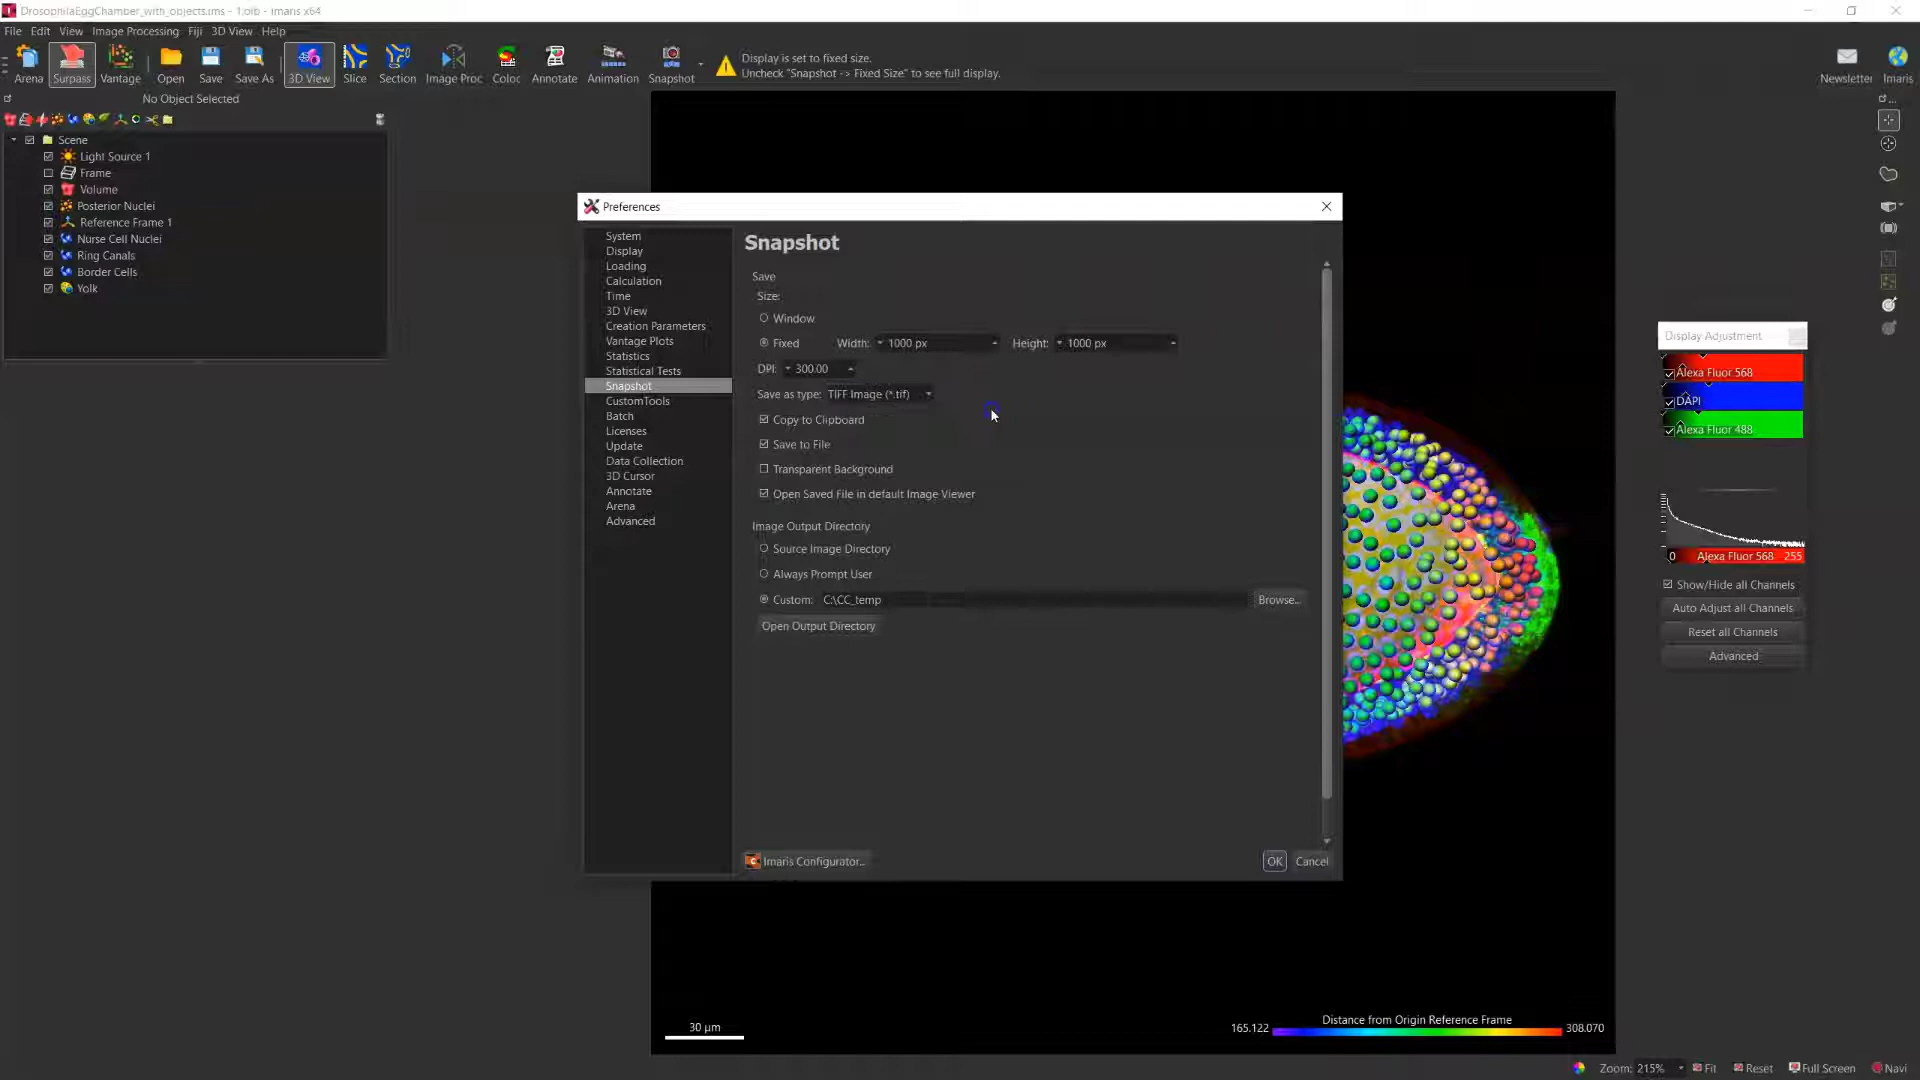 DrosophilaEggChamber_with_objects.ims - 1:oib - Imaris x64
File Edit View Image Processing Fiji 3D View Help
Arena Surpass Vantage Open Save Save As 3D View Slice Section Image Proc Coloc Annotate Animation Snapshot
Display is set to fixed size.
Uncheck "Snapshot -> Fixed Size" to see full display.
Newsletter Imaris
No Object Selected
Scene
Light Source 1
Frame
Volume
Posterior Nuclei
Reference Frame 1
Nurse Cell Nuclei
Ring Canals
Border Cells
Yolk
Preferences
System
Display
Loading
Calculation
Time
3D View
Creation Parameters
Vantage Plots
Statistics
Statistical Tests
Snapshot
CustomTools
Batch
Licenses
Update
Data Collection
3D Cursor
Annotate
Arena
Advanced
Snapshot
Save
Size:
Window
Fixed Width: 1000 px Height: 1000 px
DPI: 300.00
Save as type: TIFF Image (*.tif)
Copy to Clipboard
Save to File
Transparent Background
Open Saved File in default Image Viewer
Image Output Directory
Source Image Directory
Always Prompt User
Custom: C:\CC_temp Browse...
Open Output Directory
Imaris Configurator...
OK Cancel
Display Adjustment
Alexa Fluor 568
DAPI
Alexa Fluor 488
0 Alexa Fluor 568 255
Show/Hide all Channels
Auto Adjust all Channels
Reset all Channels
Advanced
30 µm
Distance from Origin Reference Frame
165.122 308.070
Zoom: 215% Fit Reset Full Screen Navi